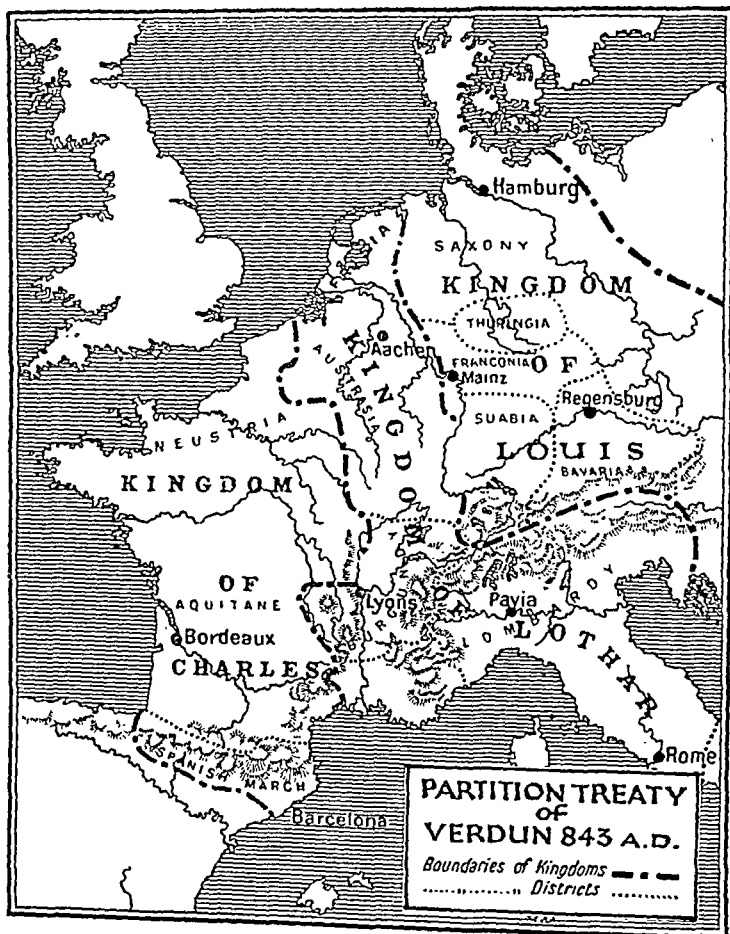 Hamburg
SAXONY
KINGDOM
THURINGIA
OF
FRANCONIA
Mainz
Aachen
AUSTRASIA
KINGDOM
SUABIA
Regensburg
LOUIS
BAVARIA
NEUSTRIA
KINGDOM
OF
AQUITANE
Bordeaux
CHARLES
Lyons
OF
Pavia
LOTHAR
Rome
SPANISH MARCH
Barcelona
PARTITION TREATY
of
VERDUN 843 A.D.
Boundaries of Kingdoms
" " Districts